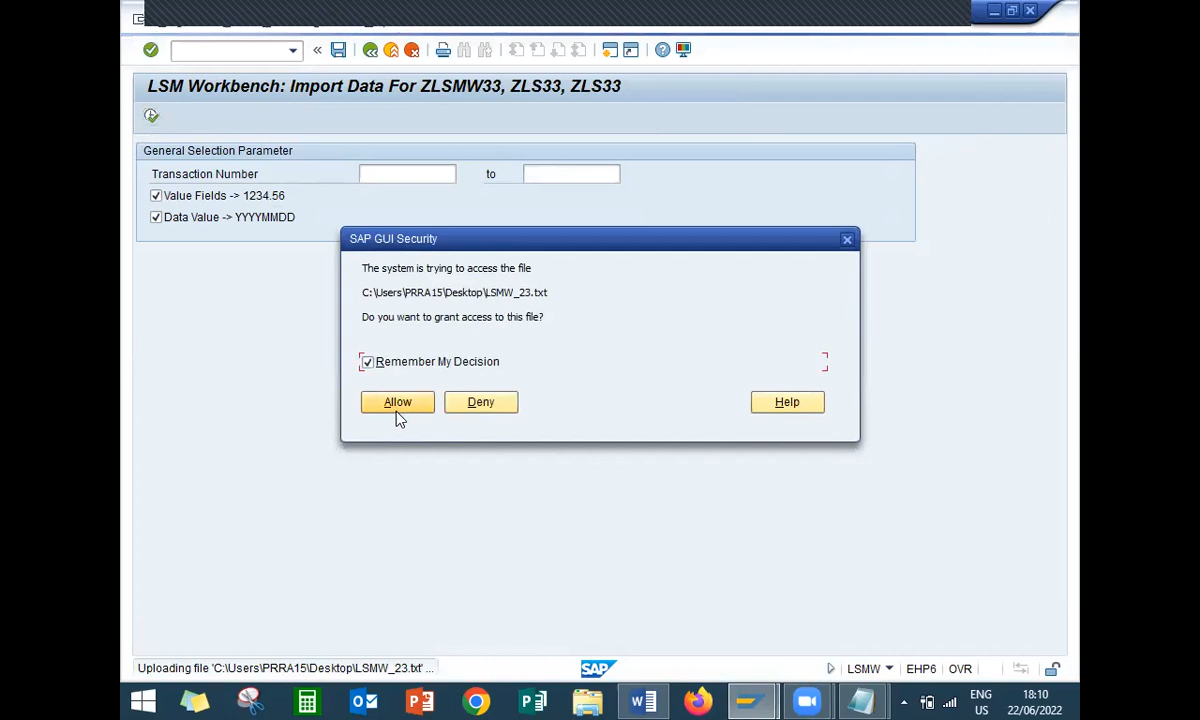 LSM Workbench: Import Data For ZLSMW33, ZLS33, ZLS33
General Selection Parameter
Transaction Number to
Value Fields -> 1234.56
Data Value -> YYYYMMDD
SAP GUI Security
The system is trying to access the file
C:\Users\PRRA15\Desktop\LSMW_23.txt
Do you want to grant access to this file?
Remember My Decision
Allow Deny Help
Uploading file 'C:\Users\PRRA15\Desktop\LSMW_23.txt' ...
SAP
LSMW EHP6 OVR
ENG 18:10
US 22/06/2022